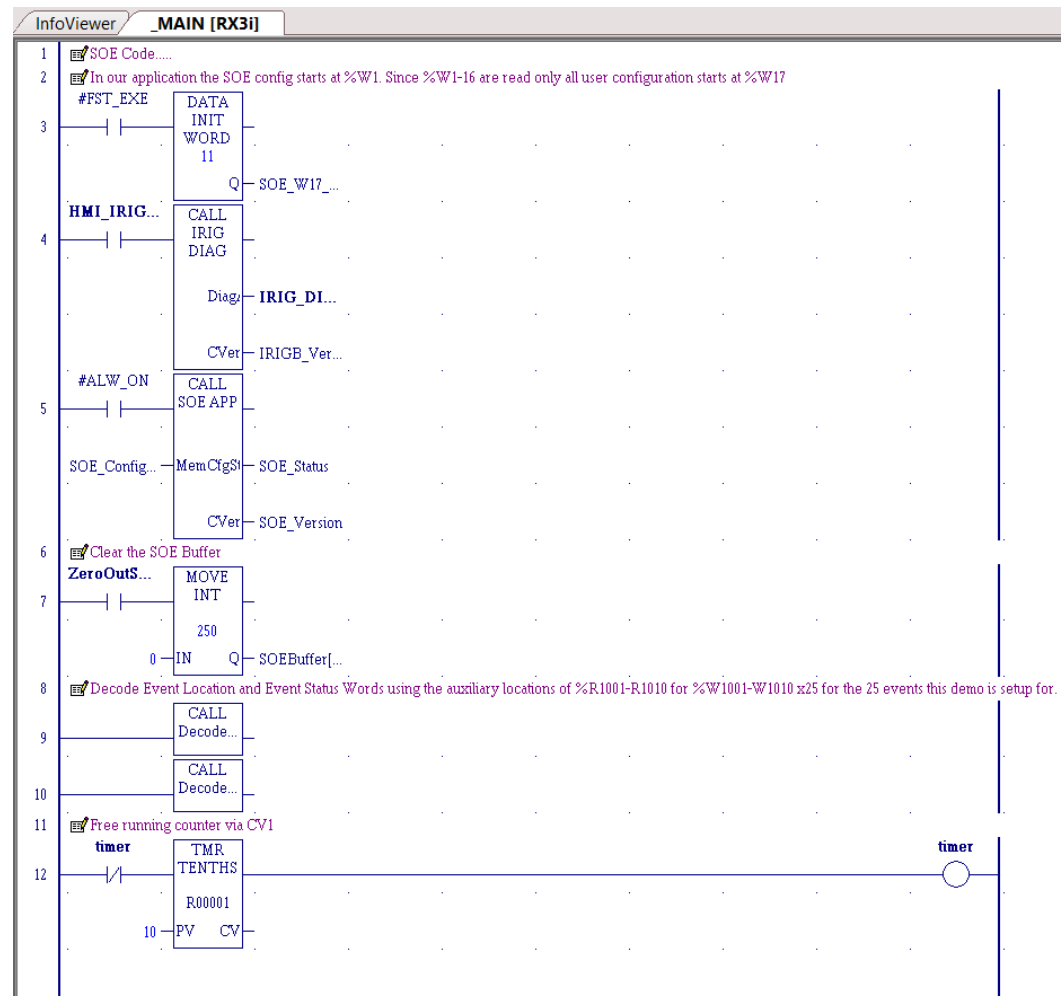 InfoViewer _MAIN [RX3i]
1 SOE Code.....
2 In our application the SOE config starts at %W1. Since %W1-16 are read only all user configuration starts at %W17
#FST_EXE DATA
INIT
3 WORD
11
Q SOE_W17_...
HMI_IRIG... CALL
IRIG
4 DIAG
Diag IRIG_DI...
CVer IRIGB_Ver...
#ALW_ON CALL
5 SOE APP
SOE_Config... MemCfgSt SOE_Status
CVer SOE_Version
6 Clear the SOE Buffer
ZeroOutS... MOVE
7 INT
250
0 IN Q SOEBuffer[...
8 Decode Event Location and Event Status Words using the auxiliary locations of %R1001-R1010 for %W1001-W1010 x25 for the 25 events this demo is setup for.
CALL
9 Decode...
CALL
10 Decode...
11 Free running counter via CV1
timer TMR timer
12 TENTHS
R00001
10 PV CV